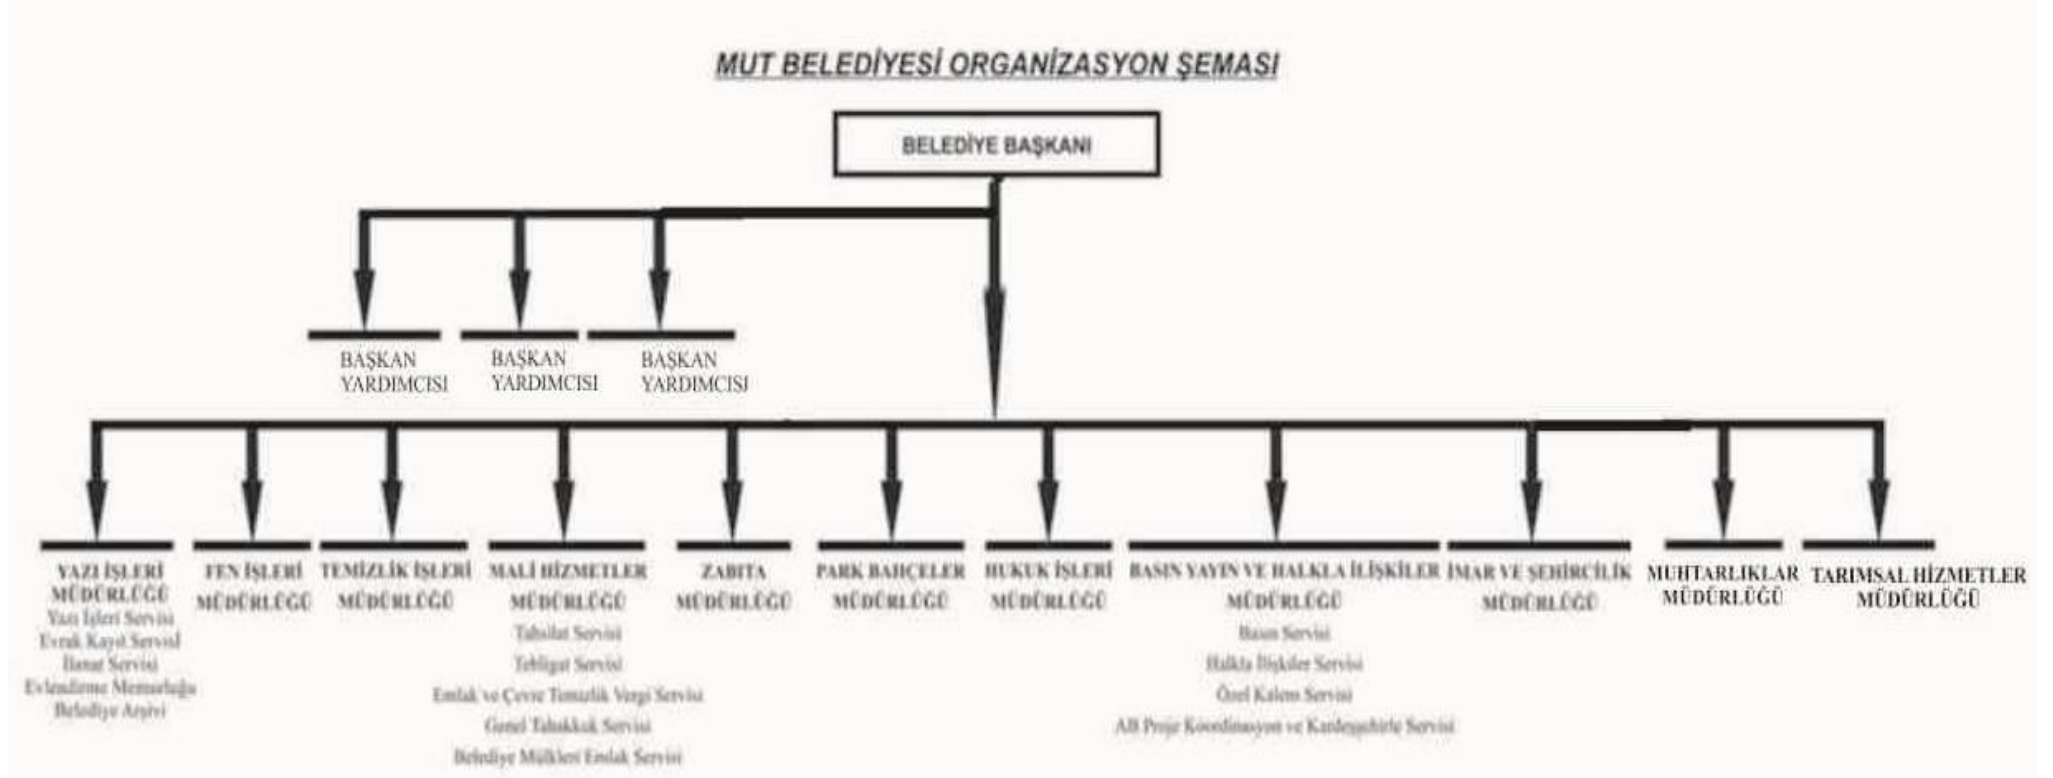 MUT BELEDİYESİ ORGANİZASYON ŞEMASI
BELEDİYE BAŞKANI
BAŞKAN
YARDIMCISI
BAŞKAN
YARDIMCISI
BAŞKAN
YARDIMCISI
YAZI İŞLERİ
MÜDÜRLÜĞÜ
Yazı İşleri Servisi
Evrak Kayıt Servisi
Servisi
Evlendirme Memurluğu
Belediye Arşivi
FEN İŞLERİ
MÜDÜRLÜĞÜ
TEMİZLİK İŞLERİ
MÜDÜRLÜĞÜ
MALİ HİZMETLER
MÜDÜRLÜĞÜ
Tahsilat Servisi
Tebligat Servisi
Emlak ve Çevre Temizlik Vergi Servisi
Genel Tahakkuk Servisi
Belediye Mülkleri Emlak Servisi
ZABITA
MÜDÜRLÜĞÜ
PARK BAHÇELER
MÜDÜRLÜĞÜ
HUKUK İŞLERİ
MÜDÜRLÜĞÜ
BASIN YAYIN VE HALKLA İLİŞKİLER
MÜDÜRLÜĞÜ
Basın Servisi
Halkla İlişkiler Servisi
Özel Kalem Servisi
AB Proje Koordinasyon ve Kardeşşehirle Servisi
İMAR VE ŞEHİRCİLİK
MÜDÜRLÜĞÜ
MUHTARLIKLAR
MÜDÜRLÜĞÜ
TARIMSAL HİZMETLER
MÜDÜRLÜĞÜ